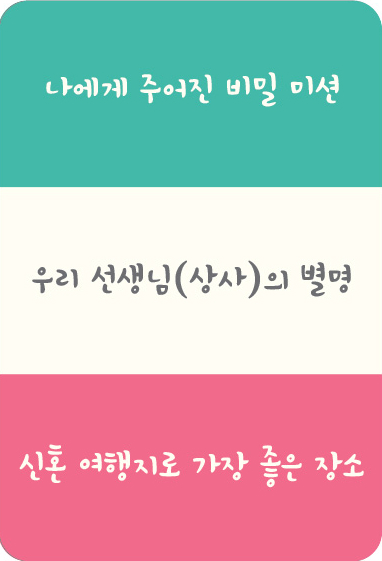 나에게 주어진 비밀 미션
우리 선생님(상사)의 별명
신혼 여행지로 가장 좋은 장소